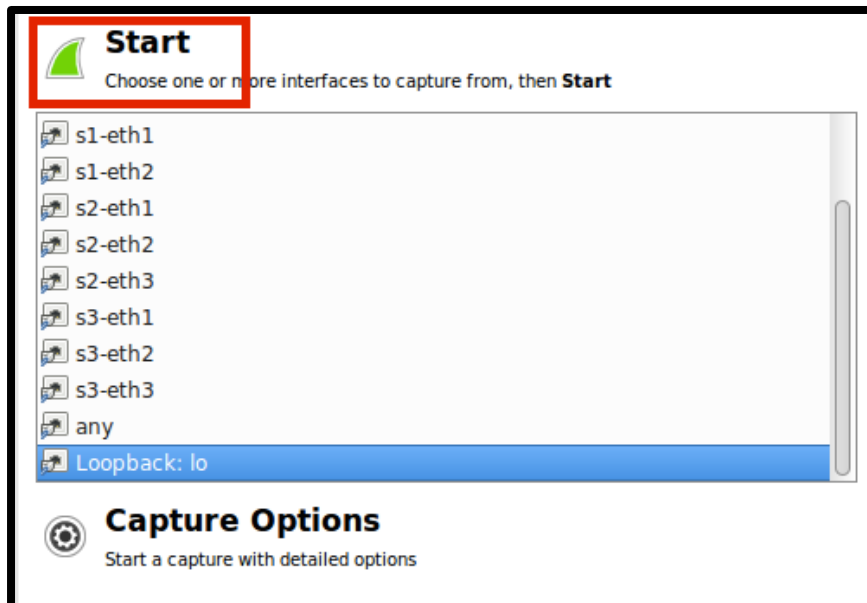 Start
Choose one or more interfaces to capture from, then Start
s1-eth1
s1-eth2
s2-eth1
s2-eth2
s2-eth3
s3-eth1
s3-eth2
s3-eth3
any
Loopback: lo
Capture Options
Start a capture with detailed options